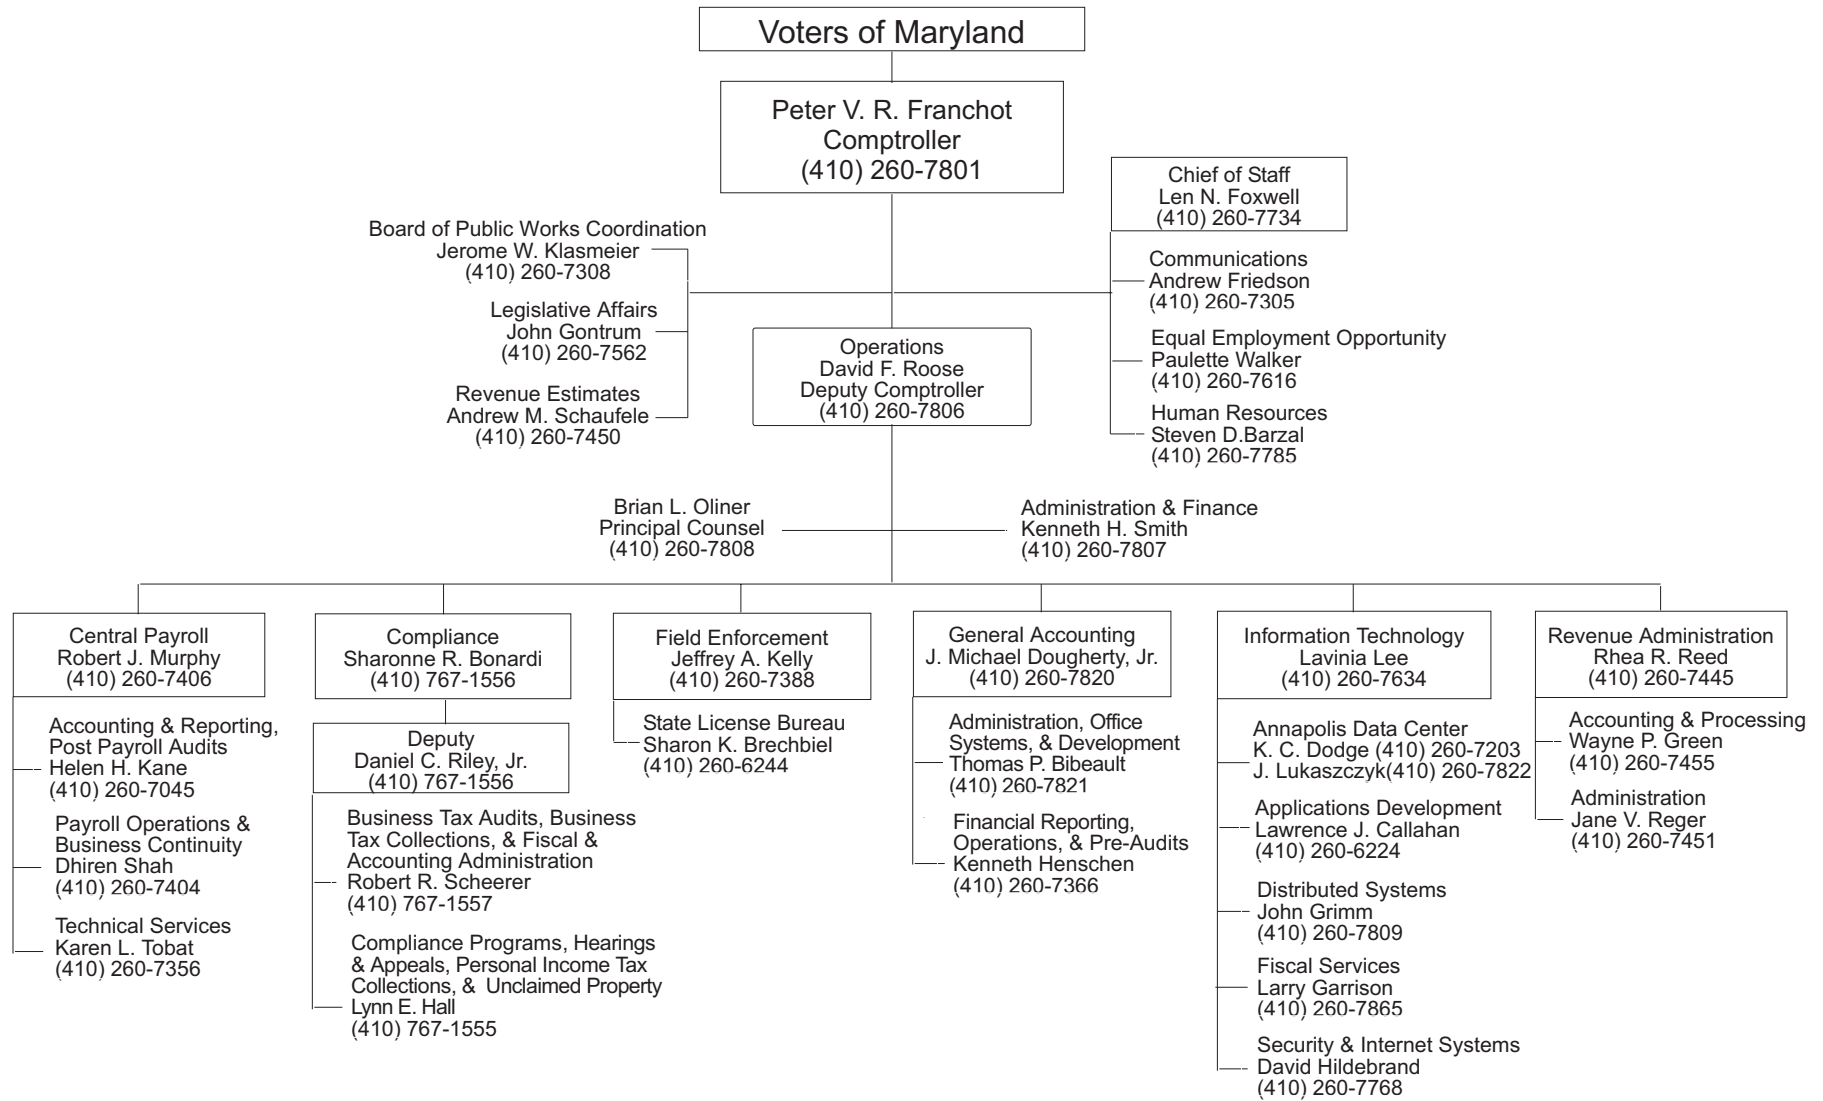 Voters of Maryland
Peter V. R. Franchot
Comptroller
(410) 260-7801
Chief of Staff
Len N. Foxwell
(410) 260-7734
Board of Public Works Coordination
Jerome W. Klasmeier
(410) 260-7308
Legislative Affairs
John Gontrum
(410) 260-7562
Revenue Estimates
Andrew M. Schaufele
(410) 260-7450
Communications
Andrew Friedson
(410) 260-7305
Equal Employment Opportunity
Paulette Walker
(410) 260-7616
Human Resources
Steven D.Barzal
(410) 260-7785
Operations
David F. Roose
Deputy Comptroller
(410) 260-7806
Brian L. Oliner
Principal Counsel
(410) 260-7808
Administration & Finance
Kenneth H. Smith
(410) 260-7807
Central Payroll
Robert J. Murphy
(410) 260-7406
Accounting & Reporting,
Post Payroll Audits
Helen H. Kane
(410) 260-7045
Payroll Operations &
Business Continuity
Dhiren Shah
(410) 260-7404
Technical Services
Karen L. Tobat
(410) 260-7356
Compliance
Sharonne R. Bonardi
(410) 767-1556
Deputy
Daniel C. Riley, Jr.
(410) 767-1556
Business Tax Audits, Business
Tax Collections, & Fiscal &
Accounting Administration
Robert R. Scheerer
(410) 767-1557
Compliance Programs, Hearings
& Appeals, Personal Income Tax
Collections, & Unclaimed Property
Lynn E. Hall
(410) 767-1555
Field Enforcement
Jeffrey A. Kelly
(410) 260-7388
State License Bureau
Sharon K. Brechbiel
(410) 260-6244
General Accounting
J. Michael Dougherty, Jr.
(410) 260-7820
Administration, Office
Systems, & Development
Thomas P. Bibeault
(410) 260-7821
Financial Reporting,
Operations, & Pre-Audits
Kenneth Henschen
(410) 260-7366
Information Technology
Lavinia Lee
(410) 260-7634
Annapolis Data Center
K. C. Dodge (410) 260-7203
J. Lukaszczyk(410) 260-7822
Applications Development
Lawrence J. Callahan
(410) 260-6224
Distributed Systems
John Grimm
(410) 260-7809
Fiscal Services
Larry Garrison
(410) 260-7865
Security & Internet Systems
David Hildebrand
(410) 260-7768
Revenue Administration
Rhea R. Reed
(410) 260-7445
Accounting & Processing
Wayne P. Green
(410) 260-7455
Administration
Jane V. Reger
(410) 260-7451